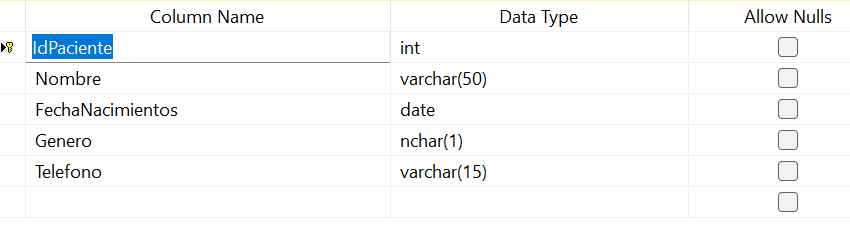 Column Name Data Type Allow Nulls
IdPaciente int
Nombre varchar(50)
FechaNacimientos date
Genero nchar(1)
Telefono varchar(15)